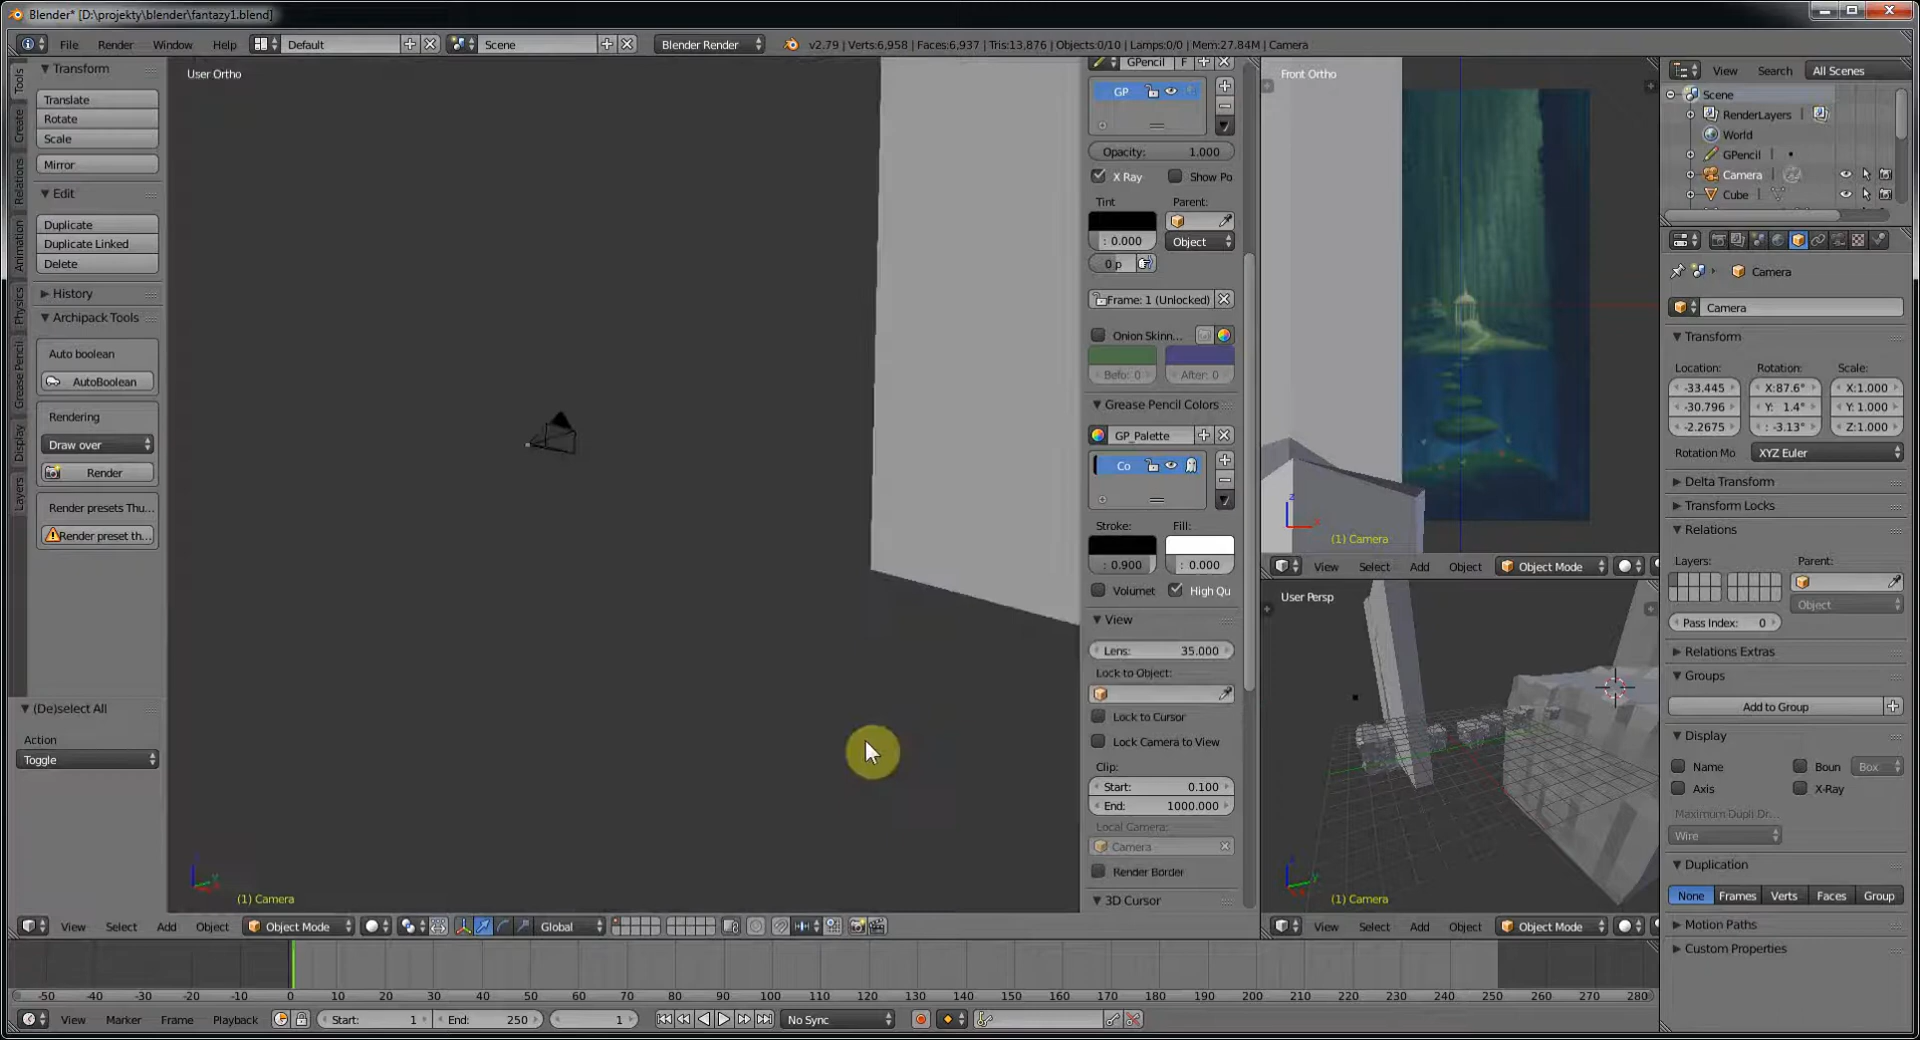 Blender* [D:\projekty\blender\fantazy1.blend]
File Render Window Help Default Scene Blender Render v2.79 | Verts:6,958 | Faces:6,937 | Tris:13,876 | Objects:0/10 | Lamps:0/0 | Mem:27.84M | Camera
Tools
Create
Relations
Animation
Physics
Grease Pencil
Display
Layers
Transform
Translate
Rotate
Scale
Mirror
Edit
Duplicate
Duplicate Linked
Delete
History
Archipack Tools
Auto boolean
AutoBoolean
Rendering
Draw over
Render
Render presets Thu...
Render preset th...
(De)select All
Action
Toggle
User Ortho
(1) Camera
View Select Add Object Object Mode Global
GPencil F
GP
Opacity: 1.000
X Ray Show Po
Tint Parent:
: 0.000 Object
0 p
Frame: 1 (Unlocked)
Onion Skinn...
Befo: 0 After: 0
Grease Pencil Colors
GP_Palette
Co
Stroke: Fill:
: 0.900 : 0.000
Volumet High Qu
View
Lens: 35.000
Lock to Object:
Lock to Cursor
Lock Camera to View
Clip:
Start: 0.100
End: 1000.000
Local Camera:
Camera
Render Border
3D Cursor
Front Ortho
(1) Camera
View Select Add Object Object Mode
User Persp
(1) Camera
View Select Add Object Object Mode
View Search All Scenes
Scene
RenderLayers
World
GPencil
Camera
Cube
Camera
Camera
Transform
Location: Rotation: Scale:
-33.445 X:87.6° X:1.000
-30.796 Y: 1.4° Y: 1.000
-2.2675 : -3.13° Z:1.000
Rotation Mo XYZ Euler
Delta Transform
Transform Locks
Relations
Layers: Parent:
Object
Pass Index: 0
Relations Extras
Groups
Add to Group
Display
Name Boun Box
Axis X-Ray
Maximum Dupli Dr...
Wire
Duplication
None Frames Verts Faces Group
Motion Paths
Custom Properties
-50 -40 -30 -20 -10 0 10 20 30 40 50 60 70 80 90 100 110 120 130 140 150 160 170 180 190 200 210 220 230 240 250 260 270 280
View Marker Frame Playback Start: 1 End: 250 1 No Sync